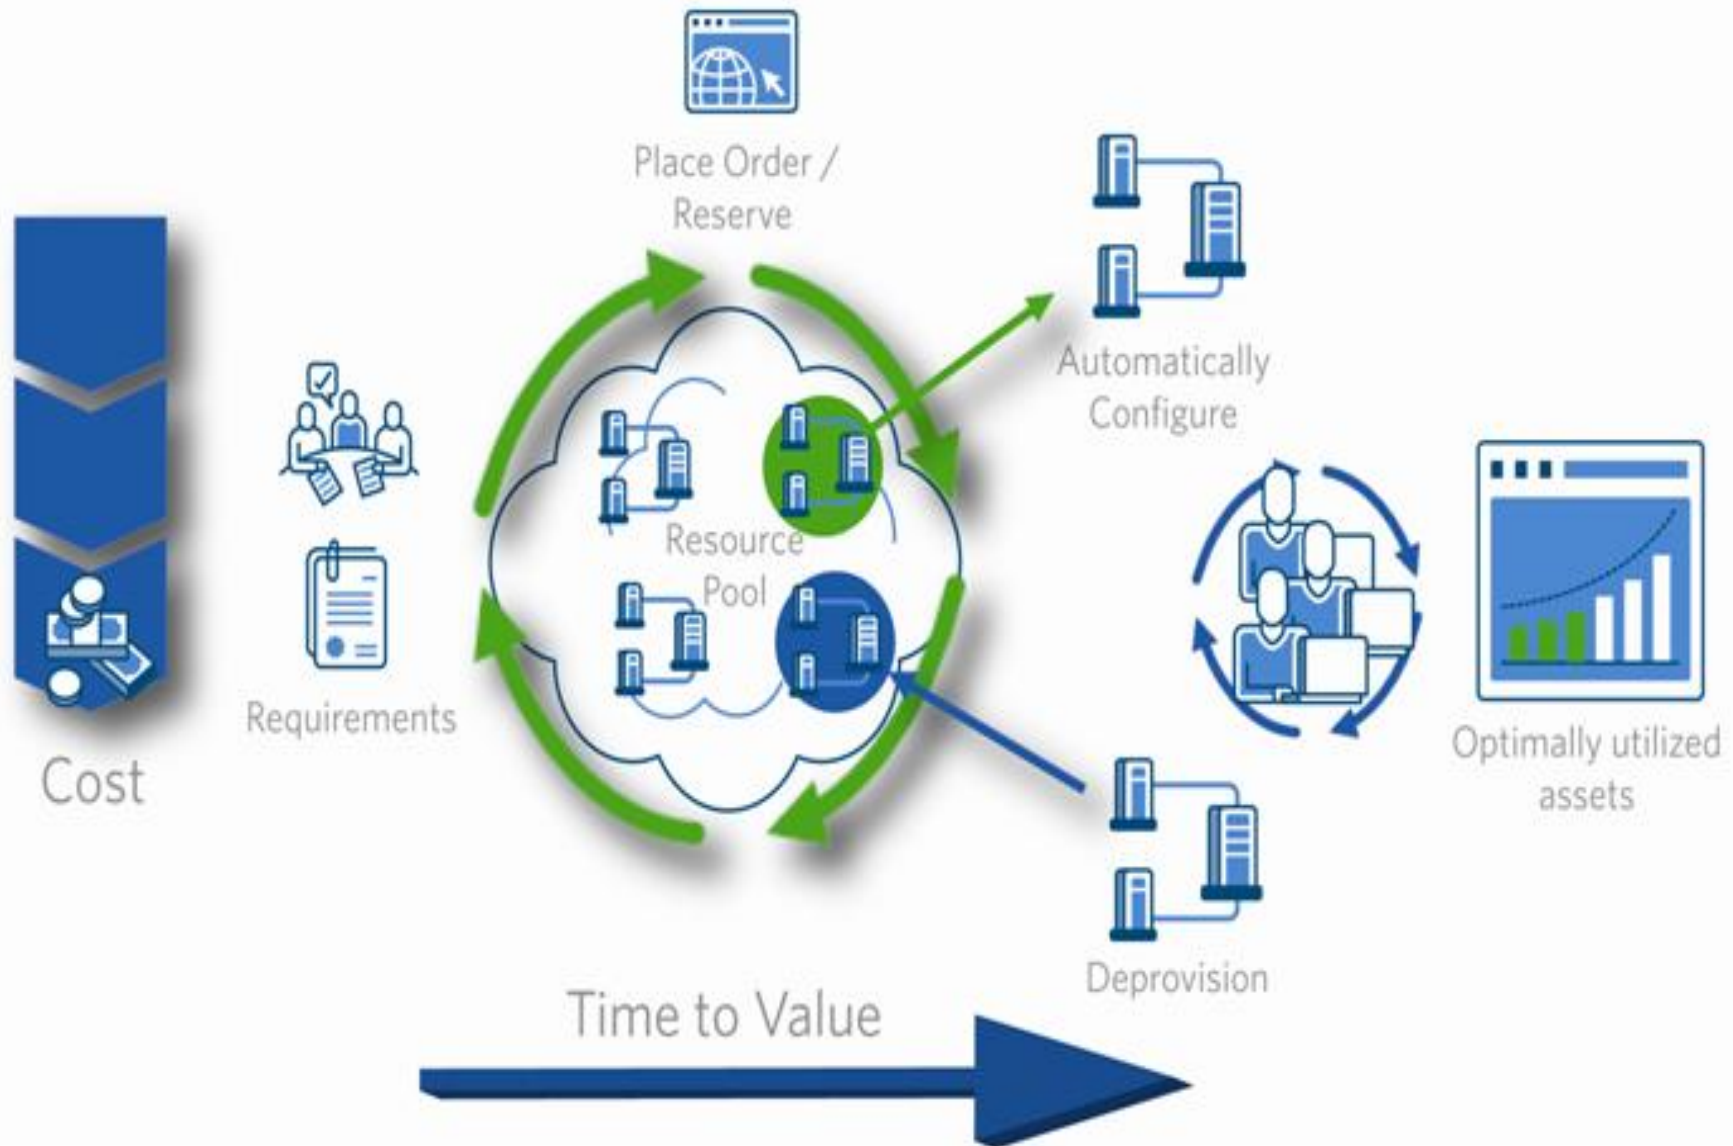 Place Order /
Reserve
Automatically
Configure
Resource
Pool
Requirements
Cost
Optimally utilized
assets
Deprovision
Time to Value